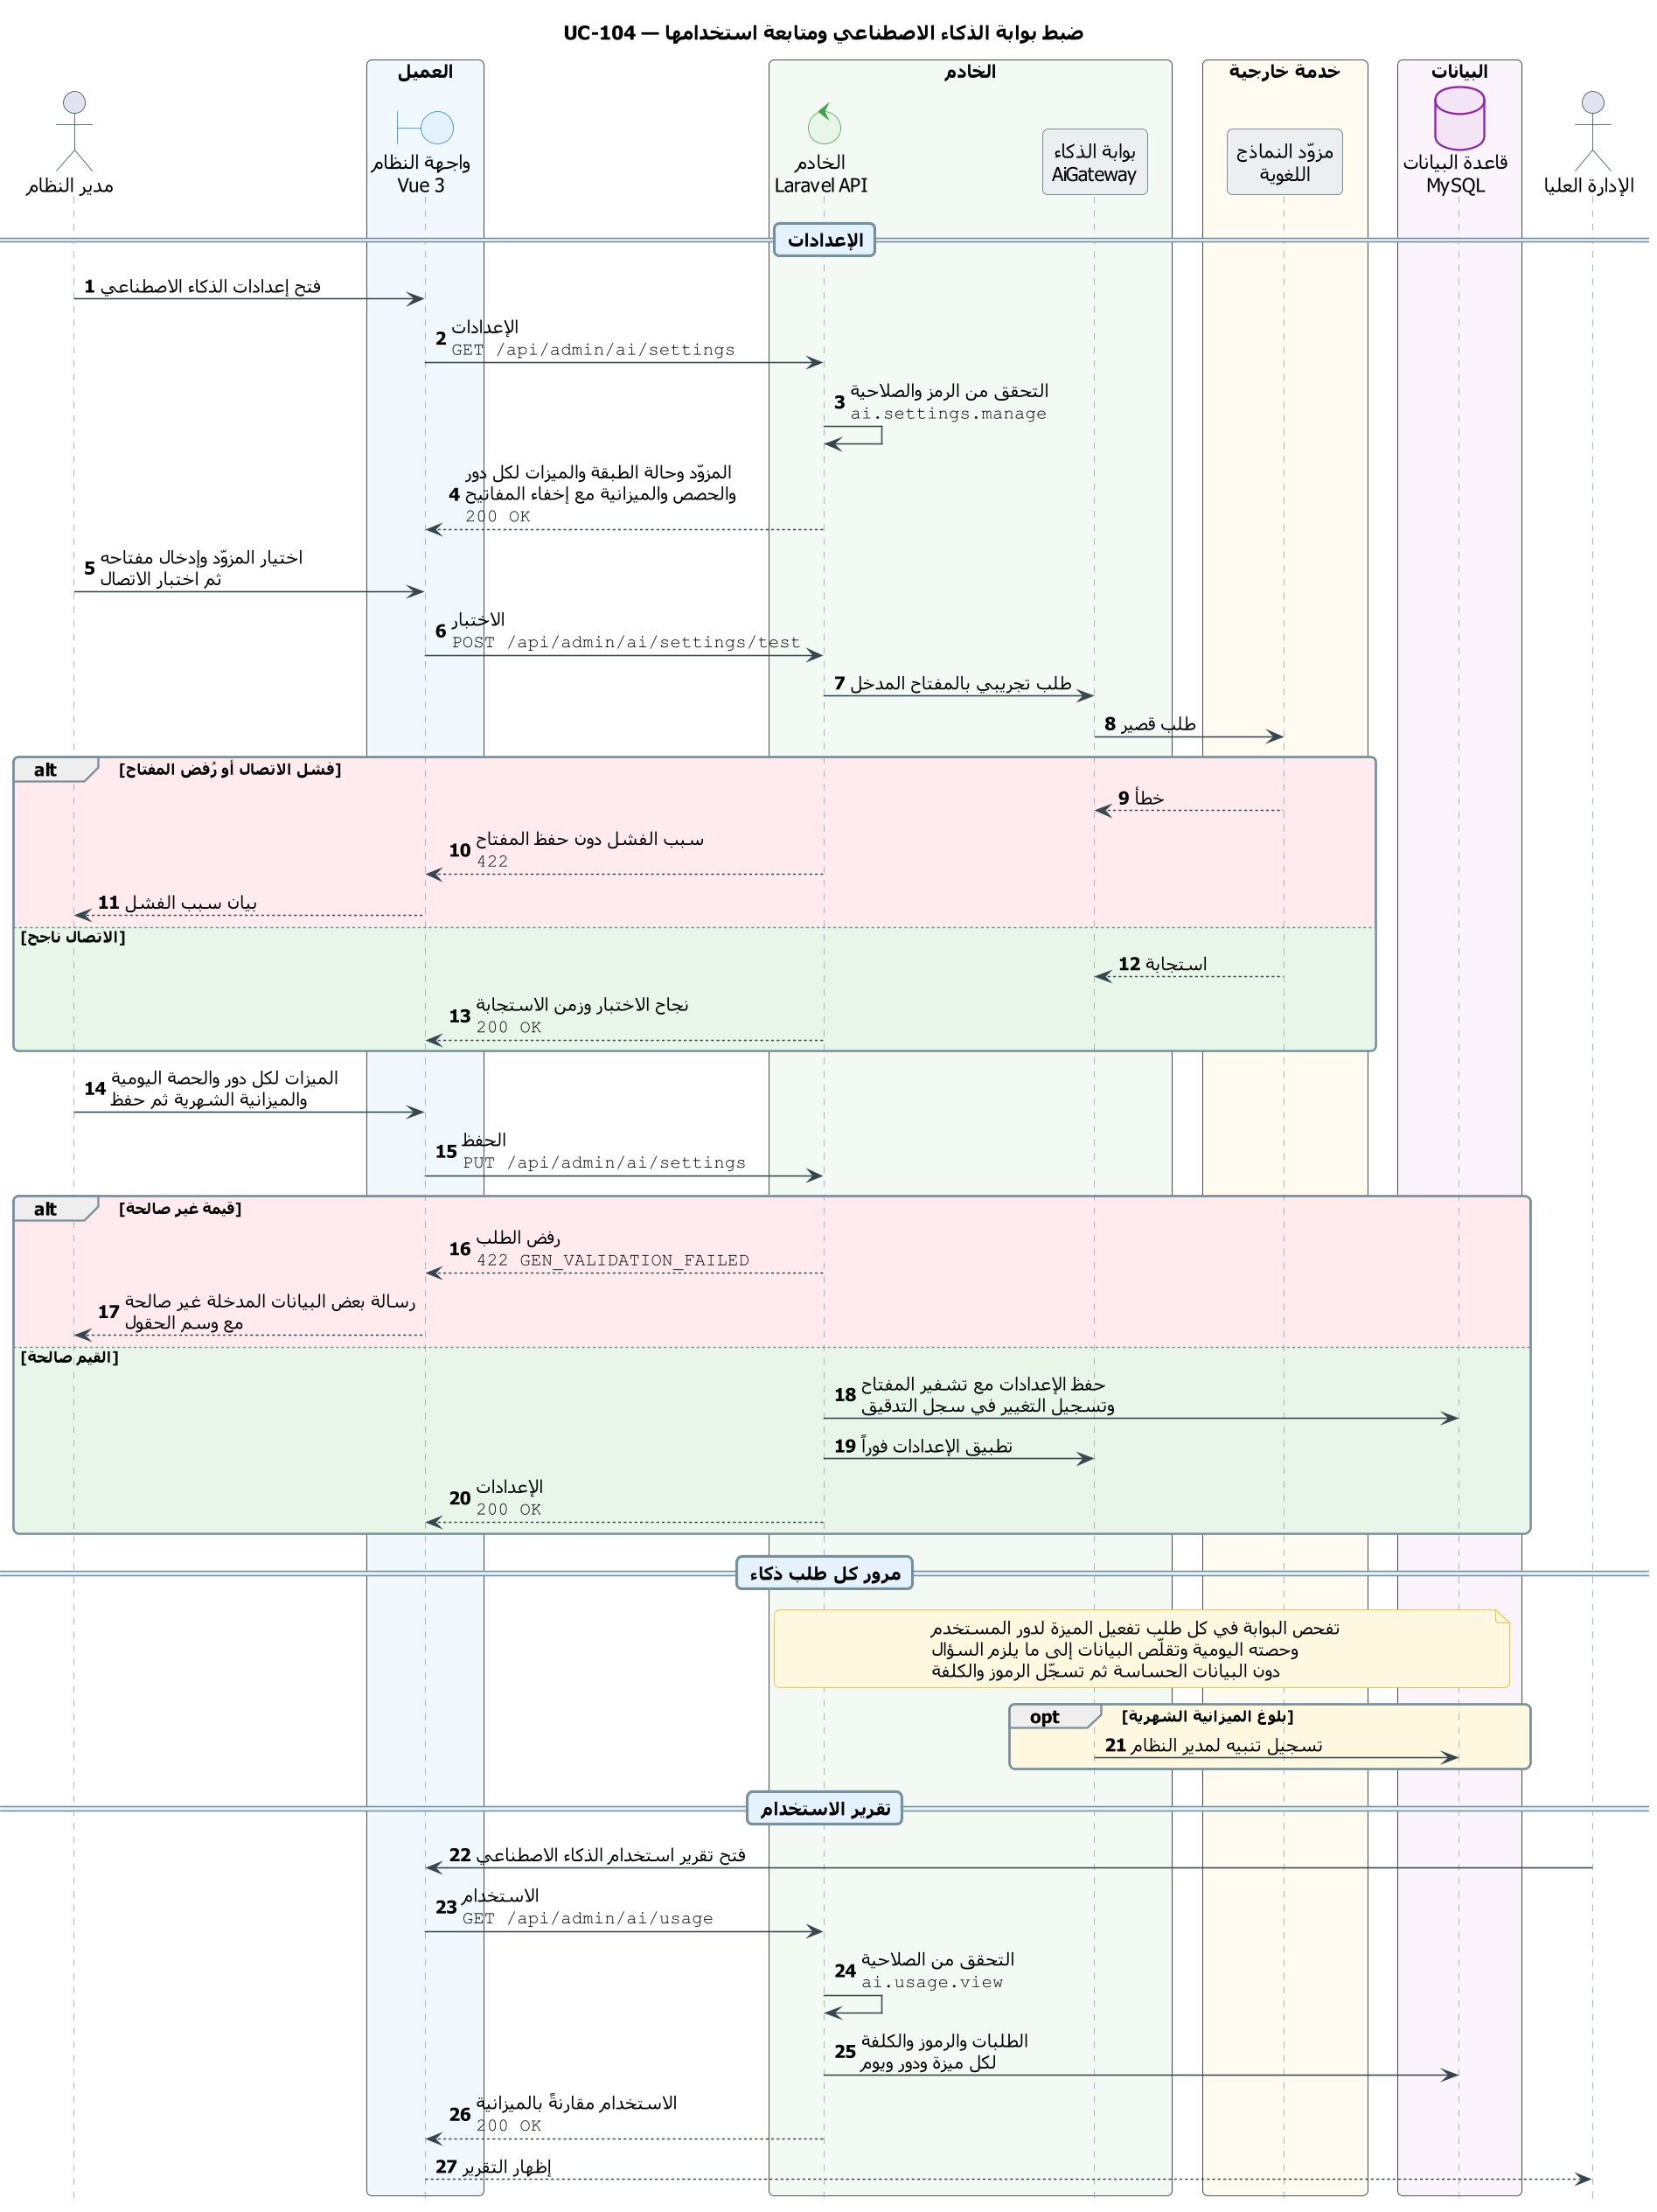 UC-104 — ضبط بوابة الذكاء الاصطناعي ومتابعة استخدامها
العميل
الخادم
خدمة خارجية
البيانات
مدير النظام
واجهة النظام
Vue 3
الخادم
Laravel API
بوابة الذكاء
AiGateway
مزوّد النماذج
اللغوية
قاعدة البيانات
MySQL
الإدارة العليا
الإعدادات
1 فتح إعدادات الذكاء الاصطناعي
2 الإعدادات
GET /api/admin/ai/settings
3 التحقق من الرمز والصلاحية
ai.settings.manage
4 المزوّد وحالة الطبقة والميزات لكل دور
والحصص والميزانية مع إخفاء المفاتيح
200 OK
5 اختيار المزوّد وإدخال مفتاحه
ثم اختبار الاتصال
6 الاختبار
POST /api/admin/ai/settings/test
7 طلب تجريبي بالمفتاح المدخل
8 طلب قصير
alt [فشل الاتصال أو رُفض المفتاح]
9 خطأ
10 سبب الفشل دون حفظ المفتاح
422
11 بيان سبب الفشل
[الاتصال ناجح]
12 استجابة
13 نجاح الاختبار وزمن الاستجابة
200 OK
14 الميزات لكل دور والحصة اليومية
والميزانية الشهرية ثم حفظ
15 الحفظ
PUT /api/admin/ai/settings
alt [قيمة غير صالحة]
16 رفض الطلب
422 GEN_VALIDATION_FAILED
17 رسالة بعض البيانات المدخلة غير صالحة
مع وسم الحقول
[القيم صالحة]
18 حفظ الإعدادات مع تشفير المفتاح
وتسجيل التغيير في سجل التدقيق
19 تطبيق الإعدادات فوراً
20 الإعدادات
200 OK
مرور كل طلب ذكاء
تفحص البوابة في كل طلب تفعيل الميزة لدور المستخدم
وحصته اليومية وتقلّص البيانات إلى ما يلزم السؤال
دون البيانات الحساسة ثم تسجّل الرموز والكلفة
opt [بلوغ الميزانية الشهرية]
21 تسجيل تنبيه لمدير النظام
تقرير الاستخدام
22 فتح تقرير استخدام الذكاء الاصطناعي
23 الاستخدام
GET /api/admin/ai/usage
24 التحقق من الصلاحية
ai.usage.view
25 الطلبات والرموز والكلفة
لكل ميزة ودور ويوم
26 الاستخدام مقارنةً بالميزانية
200 OK
27 إظهار التقرير